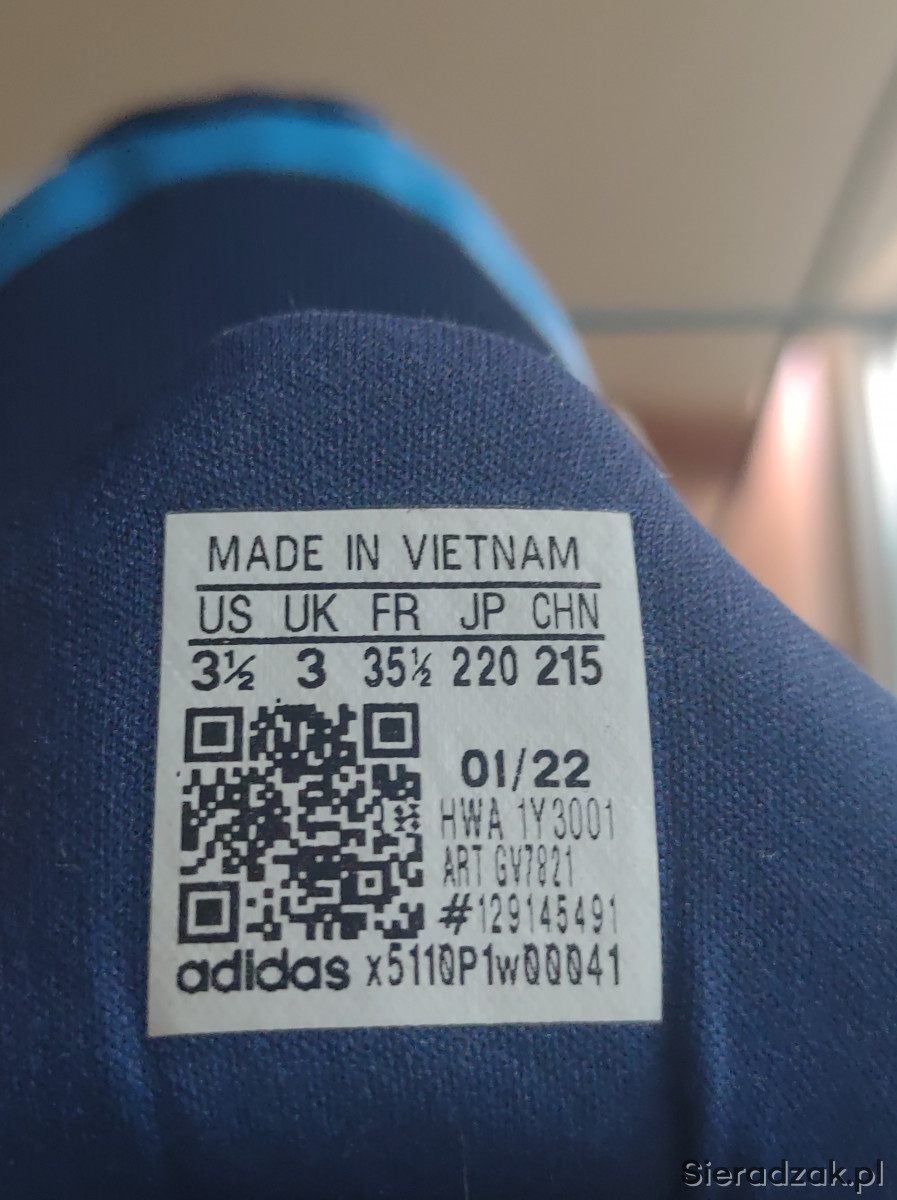 MADE IN VIETNAM
US UK FR JP CHN
3½ 3 35½ 220 215
01/22
HWA 1Y3001
ART GV7821
#129145491
adidas x5110P1w00041
Sieradzak.pl